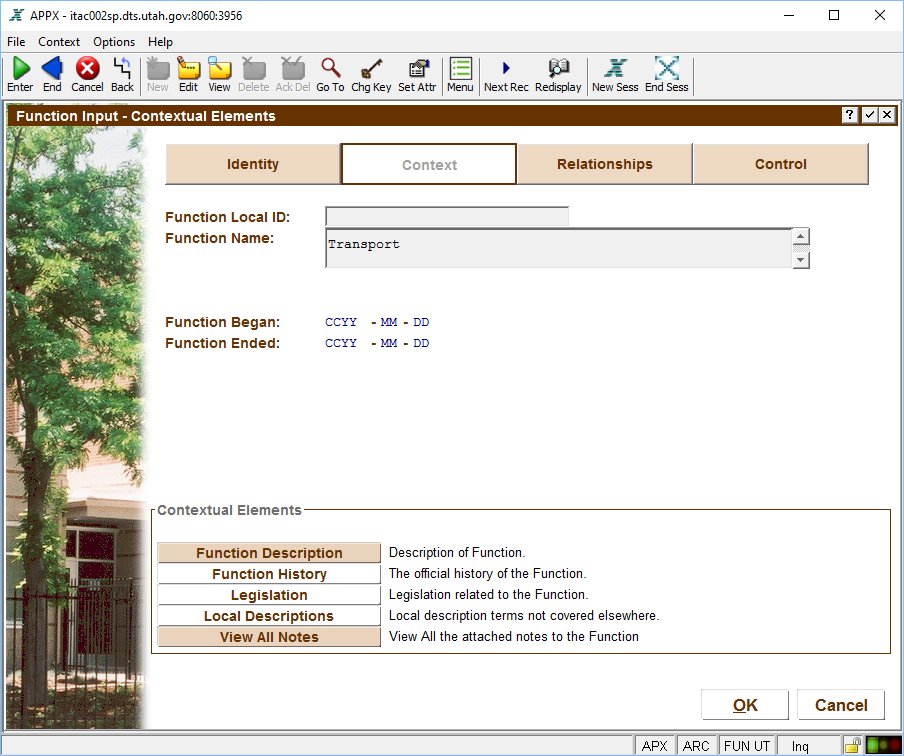 APPX - itac002sp.dts.utah.gov:8060:3956
File Context Options Help
Enter End Cancel Back New Edit View Delete Ack Del Go To Chg Key Set Attr Menu Next Rec Redisplay New Sess End Sess
Function Input - Contextual Elements ?
Identity Context Relationships Control
Function Local ID:
Function Name: Transport
Function Began: CCYY - MM - DD
Function Ended: CCYY - MM - DD
Contextual Elements
Function Description Description of Function.
Function History The official history of the Function.
Legislation Legislation related to the Function.
Local Descriptions Local description terms not covered elsewhere.
View All Notes View All the attached notes to the Function
OK Cancel
APX ARC FUN UT Inq